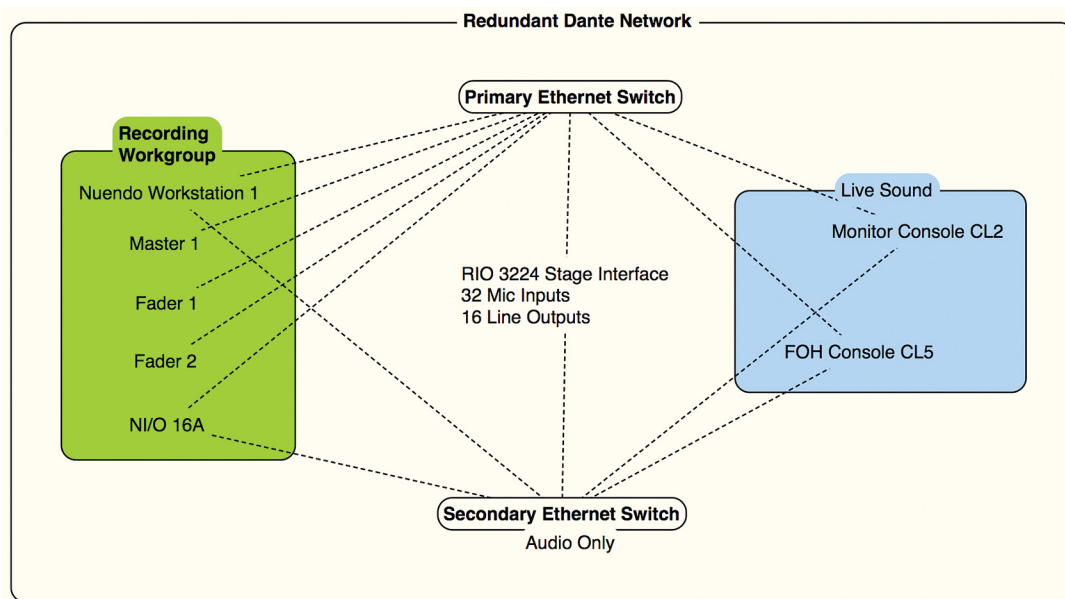 Redundant Dante Network
Primary Ethernet Switch
Recording
Workgroup
Nuendo Workstation 1
Master 1
Fader 1
Fader 2
NI/O 16A
RIO 3224 Stage Interface
32 Mic Inputs
16 Line Outputs
Live Sound
Monitor Console CL2
FOH Console CL5
Secondary Ethernet Switch
Audio Only